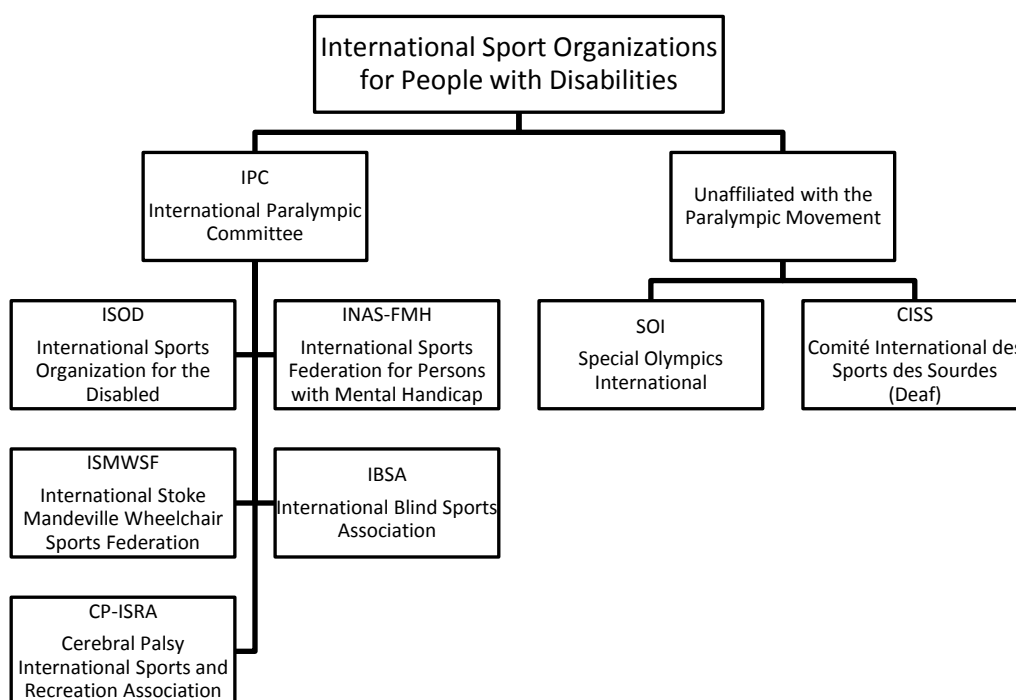 International Sport Organizations
for People with Disabilities
IPC
International Paralympic
Committee
Unaffiliated with the
Paralympic Movement
ISOD
International Sports
Organization for the
Disabled
INAS-FMH
International Sports
Federation for Persons
with Mental Handicap
SOI
Special Olympics
International
CISS
Comité International des
Sports des Sourdes
(Deaf)
ISMWSF
International Stoke
Mandeville Wheelchair
Sports Federation
IBSA
International Blind Sports
Association
CP-ISRA
Cerebral Palsy
International Sports and
Recreation Association